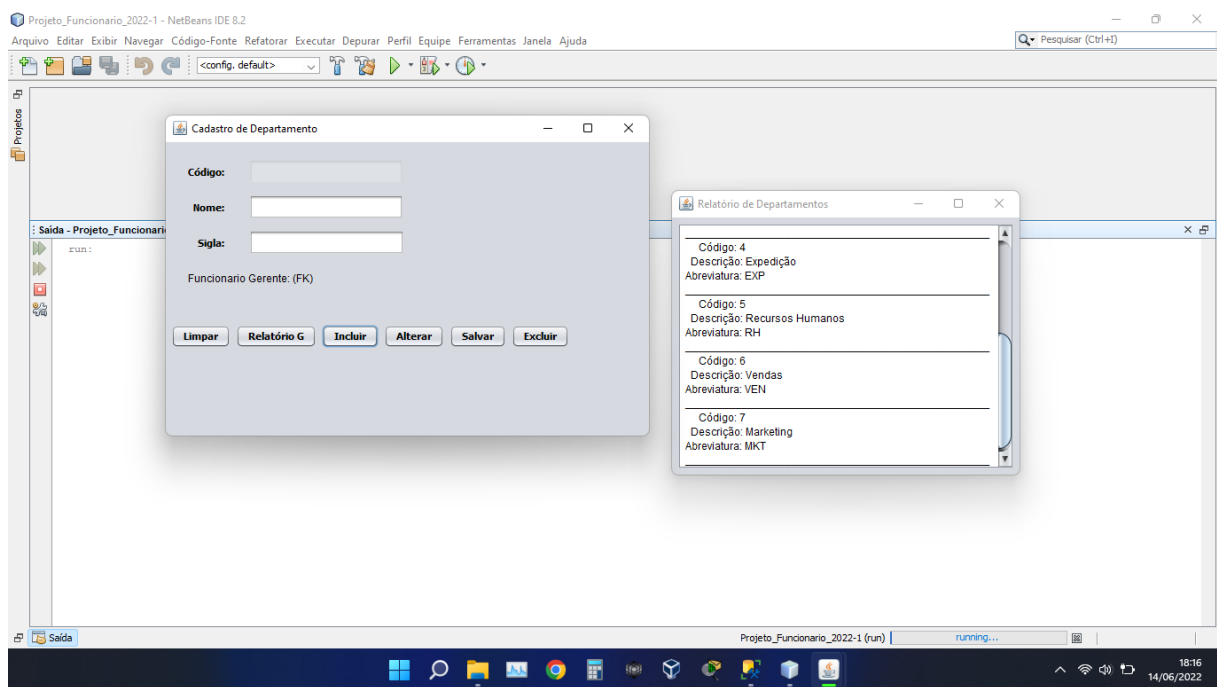 Projeto_Funcionario_2022-1 - NetBeans IDE 8.2
Arquivo Editar Exibir Navegar Código-Fonte Refatorar Executar Depurar Perfil Equipe Ferramentas Janela Ajuda
Pesquisar (Ctrl+I)
<config. default>
Projetos
Cadastro de Departamento
Código:
Nome:
Sigla:
Funcionario Gerente: (FK)
Limpar Relatório G Incluir Alterar Salvar Excluir
Relatório de Departamentos
Código: 4
Descrição: Expedição
Abreviatura: EXP
Código: 5
Descrição: Recursos Humanos
Abreviatura: RH
Código: 6
Descrição: Vendas
Abreviatura: VEN
Código: 7
Descrição: Marketing
Abreviatura: MKT
Saída - Projeto_Funcionari
run:
Saída
Projeto_Funcionario_2022-1 (run)
running...
18:16
14/06/2022